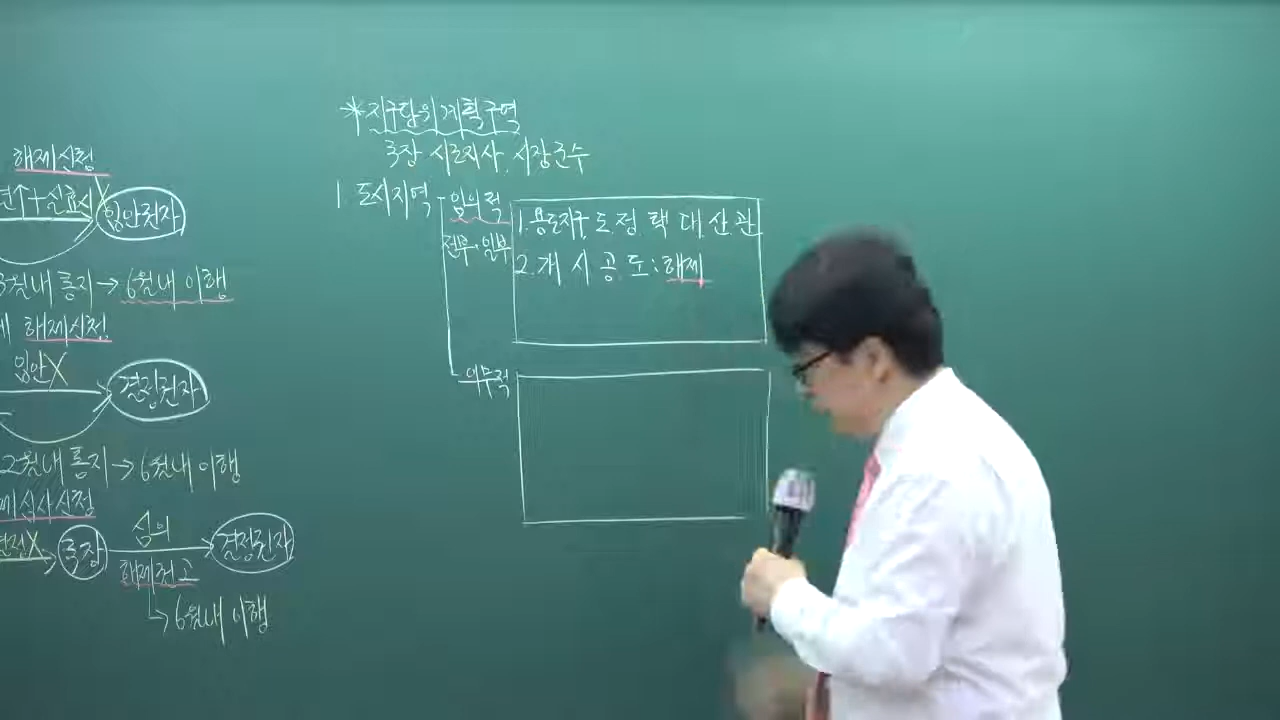 해제신청
년↑+실효시
입안권자
3월내 통지→6월내 이행
해제신청
입안X
결정권자
2월내 통지→6월내 이행
해제심사신청
국장
심의
결정권자
해제권고
→6월내 이행
*지구단위계획구역
국장 시도지사, 시장군수
1. 도시지역
임의적
전부·일부
1. 용도지구, 도 정 택 대 산 관
2. 개 시 공 도:해제
의무적